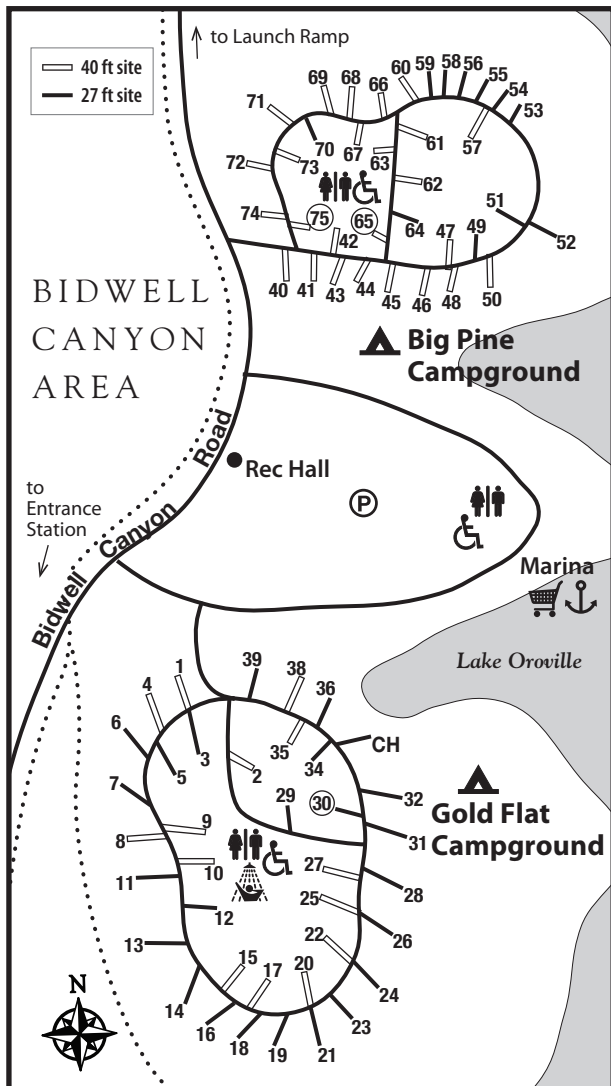 to Launch Ramp
40 ft site
27 ft site
60 59 58 56 55 54 53
69 68 66
71
70 67 63 61 57
72 73
62
74 75 65
42 64 47 49 51 52
40 41 43 44 45 46 48 50
BIDWELL
CANYON
AREA
Big Pine
Campground
Bidwell Canyon Road
Rec Hall
P
to
Entrance
Station
Marina
Lake Oroville
1 39 38 36
4
6 3 2 35 34 CH
5
7 29 30 32
9 31
8
Gold Flat
Campground
10 27 28
11
12 25 26
13 22
15 17 20 24
14 16 18 19 21 23
N